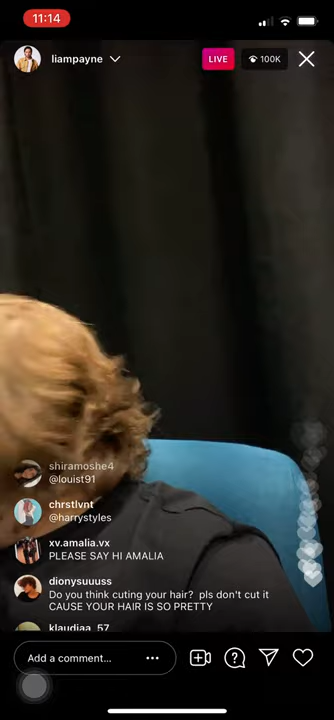 11:14
liampayne
LIVE
100K
shiramoshe4
@louist91
chrstlvnt
@harrystyles
xv.amalia.vx
PLEASE SAY HI AMALIA
dionysuuuss
Do you think cuting your hair? pls don't cut it
CAUSE YOUR HAIR IS SO PRETTY
klaudiaa_57
Add a comment...